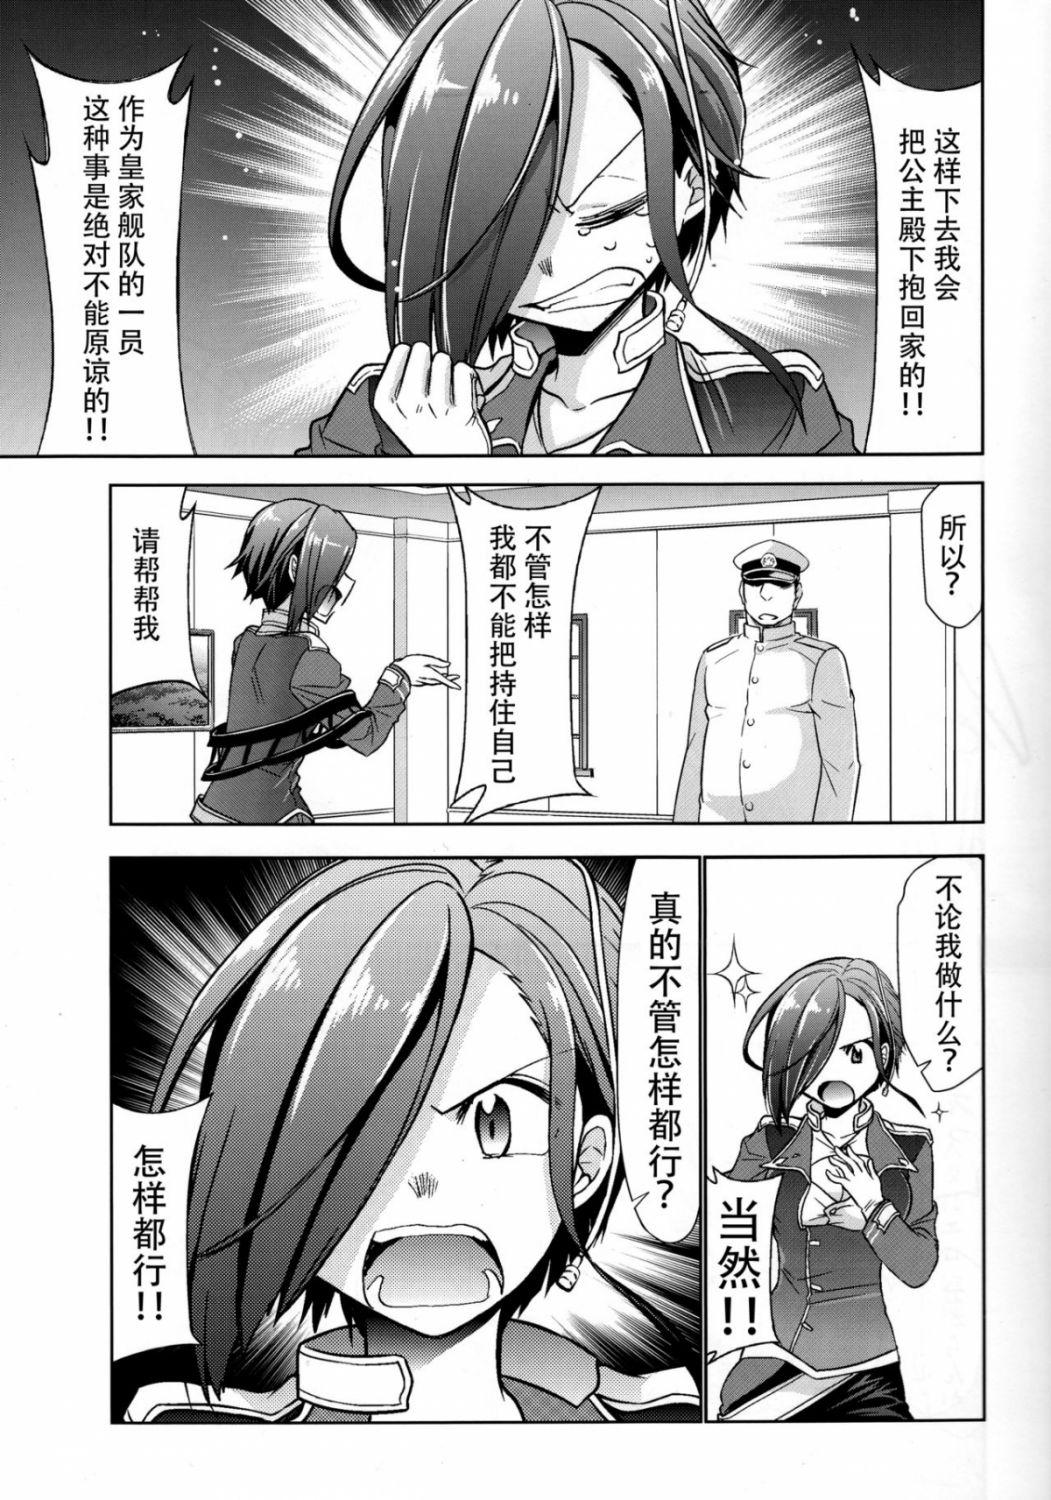 这样下去我会
把公主殿下抱回家的!!
作为皇家舰队的一员
这种事是绝对不能原谅的!!
所以?
不管怎样
我都不能把持住自己
请帮帮我
不论我做什么?
当然!!
真的不管怎样都行?
怎样都行!!